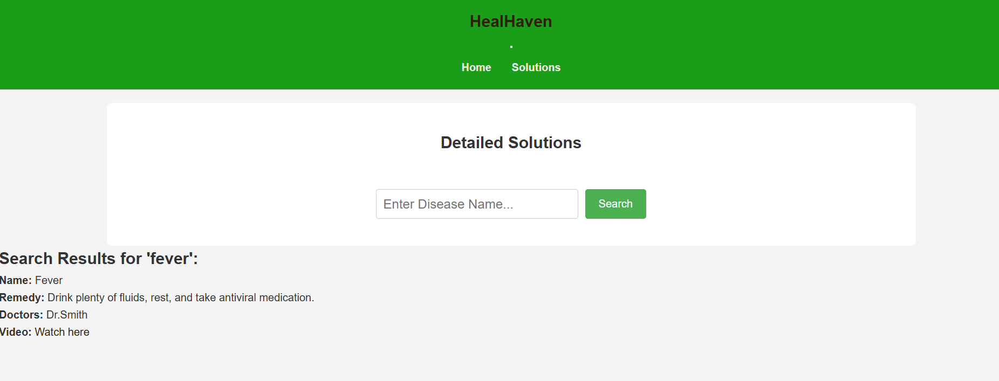 HealHaven
Home Solutions
Detailed Solutions
Enter Disease Name... Search
Search Results for 'fever':
Name: Fever
Remedy: Drink plenty of fluids, rest, and take antiviral medication.
Doctors: Dr.Smith
Video: Watch here